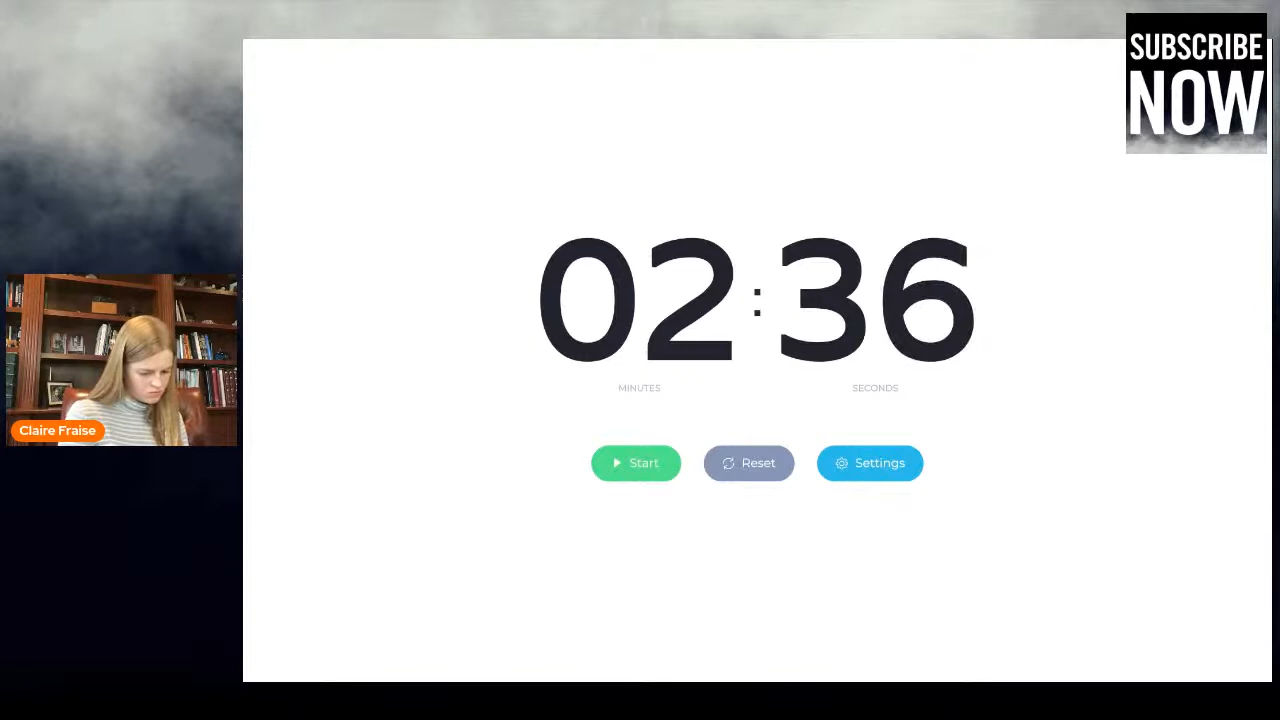 SUBSCRIBE
NOW
02:36
MINUTES SECONDS
Start Reset Settings
Claire Fraise